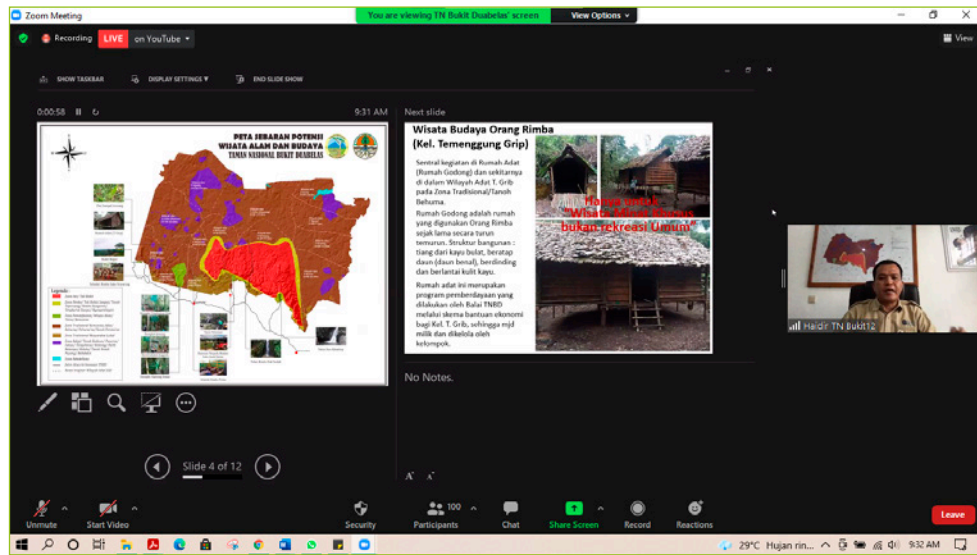 Zoom Meeting
You are viewing TN Bukit Duabelas' screen
View Options
Recording
LIVE
on YouTube
View
SHOW TASKBAR
DISPLAY SETTINGS
END SLIDE SHOW
0:00:58
9:31 AM
Next slide
PETA SEBARAN POTENSI
WISATA ALAM DAN BUDAYA
TAMAN NASIONAL BUKIT DUABELAS
Wisata Budaya Orang Rimba
(Kel. Temenggung Grip)
Sentral kegiatan di Rumah Adat
(Rumah Godong) dan sekitarnya
di dalam Wilayah Adat T. Grib
pada Zona Tradisional/Tanoh
Behuma.
Rumah Godong adalah rumah
yang digunakan Orang Rimba
sejak lama secara turun
temurun. Struktur bangunan :
tiang dari kayu bulat, beratap
daun (daun benal), berdinding
dan berlantai kulit kayu.
Rumah adat ini merupakan
program pemberdayaan yang
dilakukan oleh Balai TNBD
melalui skema bantuan ekonomi
bagi Kel. T. Grib, sehingga mjd
milik dan dikelola oleh
kelompok.
Hanya untuk
"Wisata Minat Khusus
bukan rekreasi Umum"
Haidir TN Bukit12
No Notes.
Slide 4 of 12
A A
Unmute
Start Video
Security
100
Participants
Chat
Share Screen
Record
Reactions
Leave
29°C Hujan rin...
9:32 AM